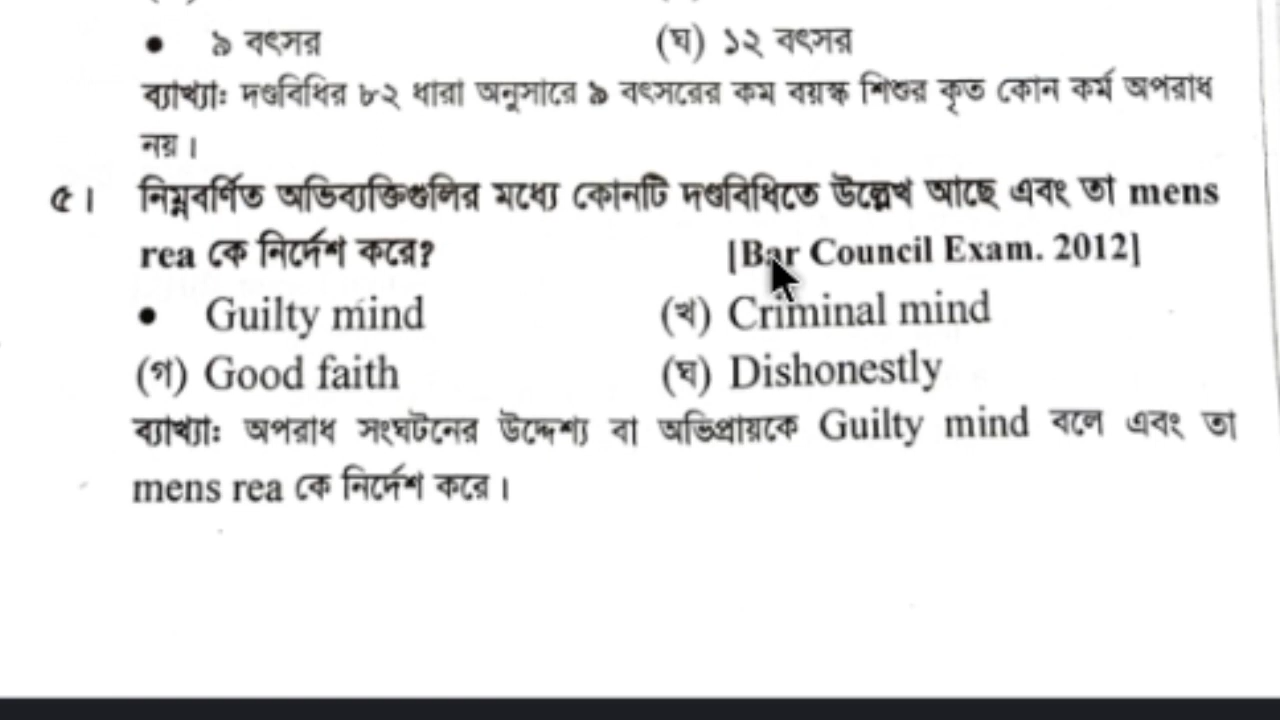 • ৯ বৎসর (ঘ) ১২ বৎসর
ব্যাখ্যাঃ দণ্ডবিধির ৮২ ধারা অনুসারে ৯ বৎসরের কম বয়স্ক শিশুর কৃত কোন কর্ম অপরাধ
নয়।
৫। নিম্নবর্ণিত অভিব্যক্তিগুলির মধ্যে কোনটি দণ্ডবিধিতে উল্লেখ আছে এবং তা mens
rea কে নির্দেশ করে? [Bar Council Exam. 2012]
• Guilty mind (খ) Criminal mind
(গ) Good faith (ঘ) Dishonestly
ব্যাখ্যাঃ অপরাধ সংঘটনের উদ্দেশ্য বা অভিপ্রায়কে Guilty mind বলে এবং তা
mens rea কে নির্দেশ করে।